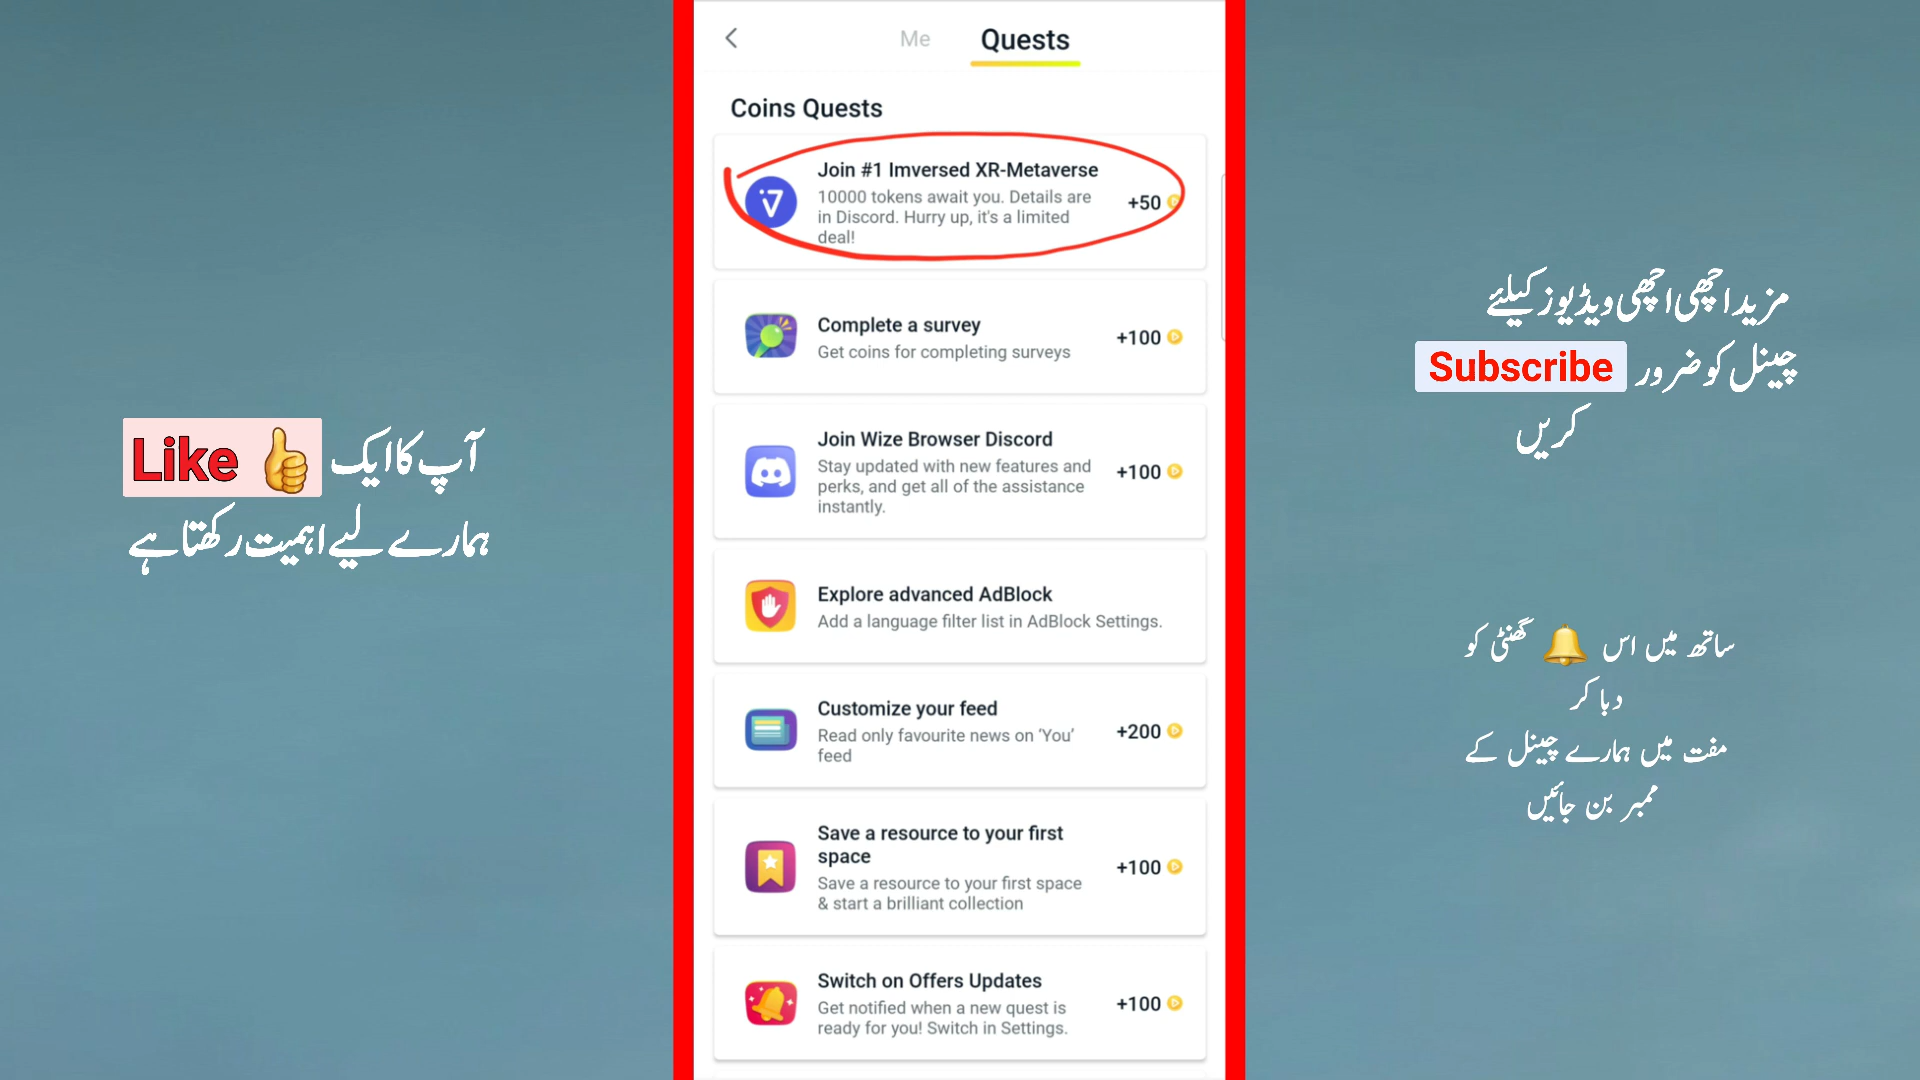 آپ کا ایک Like 👍
ہمارے لیے اہمیت رکھتا ہے
Me
Quests
Coins Quests
Join #1 Imversed XR-Metaverse
10000 tokens await you. Details are
in Discord. Hurry up, it's a limited
deal!
+50
Complete a survey
Get coins for completing surveys
+100
Join Wize Browser Discord
Stay updated with new features and
perks, and get all of the assistance
instantly.
+100
Explore advanced AdBlock
Add a language filter list in AdBlock Settings.
Customize your feed
Read only favourite news on ‘You’
feed
+200
Save a resource to your first
space
Save a resource to your first space
& start a brilliant collection
+100
Switch on Offers Updates
Get notified when a new quest is
ready for you! Switch in Settings.
+100
مزید اچھی اچھی ویڈیوز کیلئے
چینل کو ضرور Subscribe
کریں
ساتھ میں اس 🔔 گھنٹی کو
دبا کر
مفت میں ہمارے چینل کے
ممبر بن جائیں